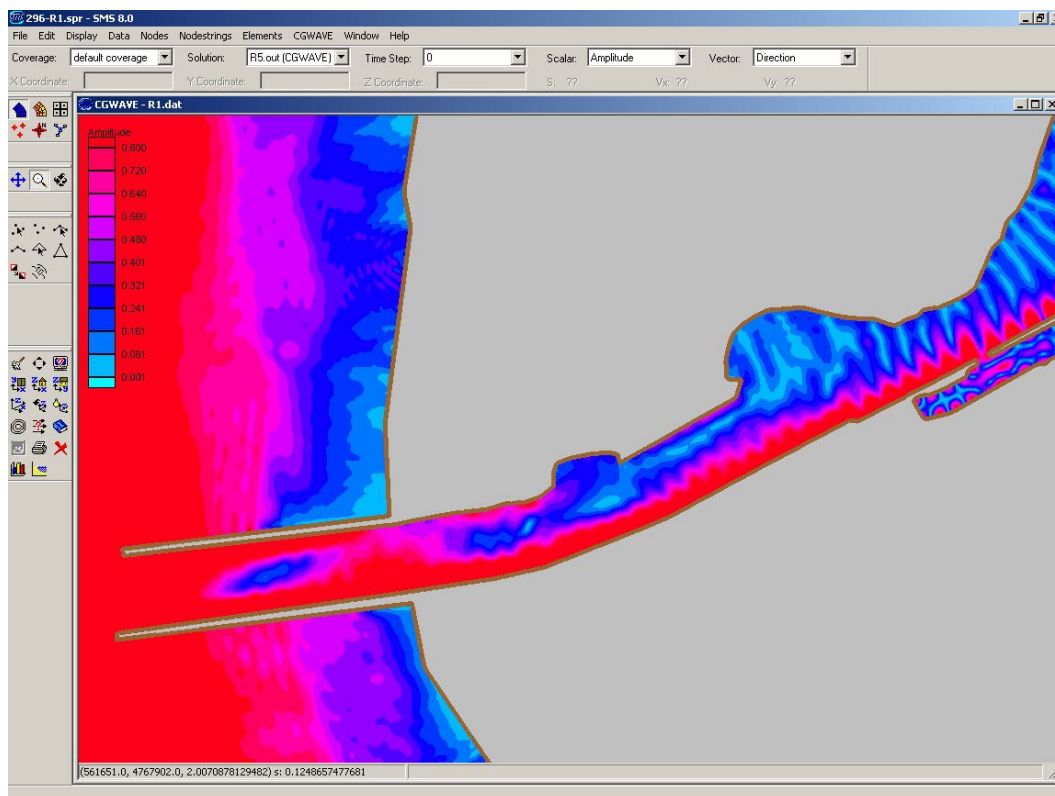 296-R1.spr - SMS 8.0
File Edit Display Data Nodes Nodestrings Elements CGWAVE Window Help
Coverage: default coverage Solution: R5.out (CGWAVE) Time Step: 0 Scalar: Amplitude Vector: Direction
X Coordinate: Y Coordinate: Z Coordinate: S: ?? Vx: ?? Vy: ??
CGWAVE - R1.dat
Amplitude
0.800
0.720
0.640
0.560
0.480
0.401
0.321
0.241
0.161
0.081
0.001
(561651.0, 4767902.0, 2.0070878129482) s: 0.1248657477681